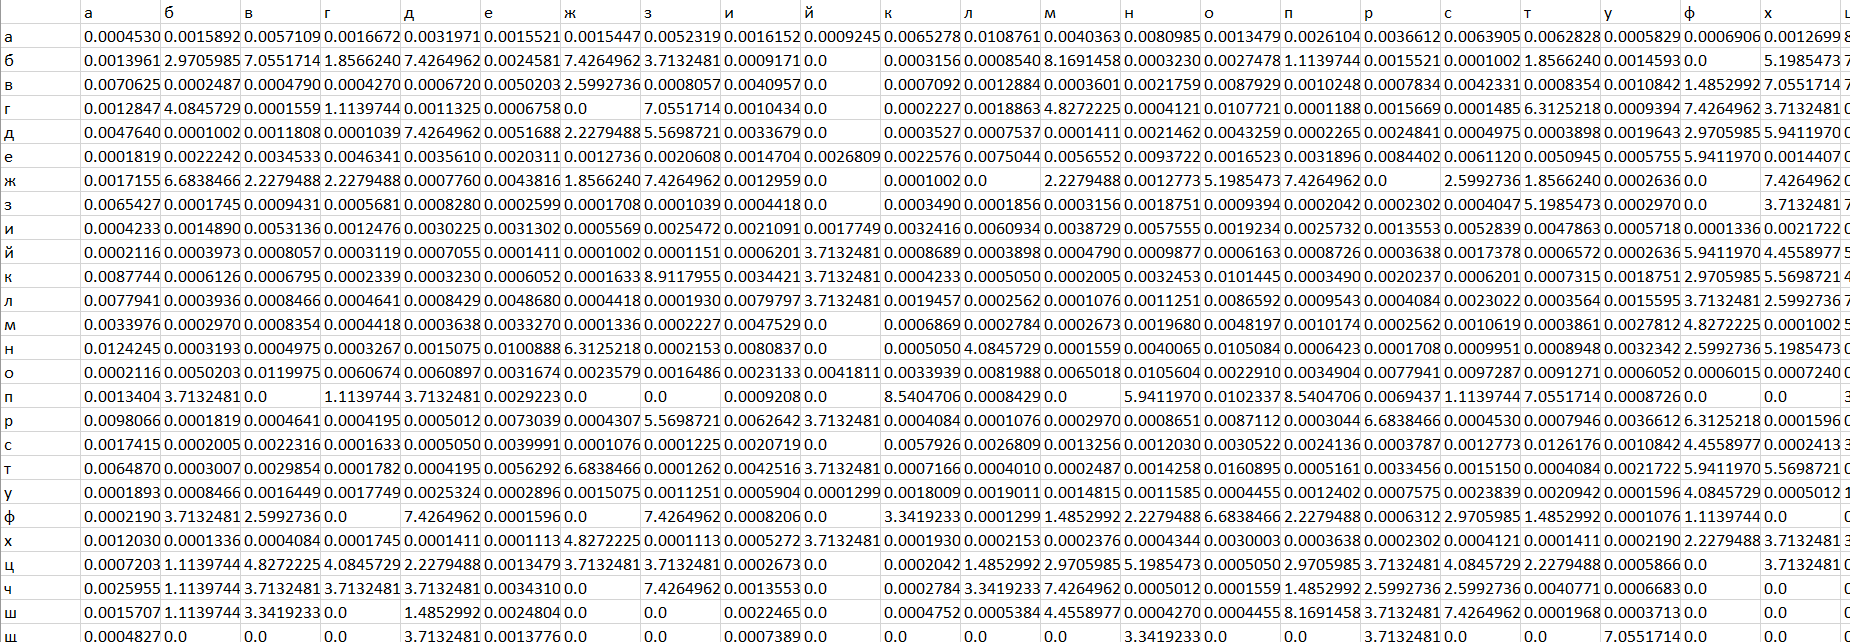 а б в г д е ж з и й к л м н о п р с т у ф х
а 0.0004530 0.0015892 0.0057109 0.0016672 0.0031971 0.0015521 0.0015447 0.0052319 0.0016152 0.0009245 0.0065278 0.0108761 0.0040363 0.0080985 0.0013479 0.0026104 0.0036612 0.0063905 0.0062828 0.0005829 0.0006906 0.0012699 8
б 0.0013961 2.9705985 7.0551714 1.8566240 7.4264962 0.0024581 7.4264962 3.7132481 0.0009171 0.0 0.0003156 0.0008540 8.1691458 0.0003230 0.0027478 1.1139744 0.0015521 0.0001002 1.8566240 0.0014593 0.0 5.1985473 7
в 0.0070625 0.0002487 0.0004790 0.0004270 0.0006720 0.0050203 2.5992736 0.0008057 0.0040957 0.0 0.0007092 0.0012884 0.0003601 0.0021759 0.0087929 0.0010248 0.0007834 0.0042331 0.0008354 0.0010842 1.4852992 7.0551714 7
г 0.0012847 4.0845729 0.0001559 1.1139744 0.0011325 0.0006758 0.0 7.0551714 0.0010434 0.0 0.0002227 0.0018863 4.8272225 0.0004121 0.0107721 0.0001188 0.0015669 0.0001485 6.3125218 0.0009394 7.4264962 3.7132481 0
д 0.0047640 0.0001002 0.0011808 0.0001039 7.4264962 0.0051688 2.2279488 5.5698721 0.0033679 0.0 0.0003527 0.0007537 0.0001411 0.0021462 0.0043259 0.0002265 0.0024841 0.0004975 0.0003898 0.0019643 2.9705985 5.9411970 0
е 0.0001819 0.0022242 0.0034533 0.0046341 0.0035610 0.0020311 0.0012736 0.0020608 0.0014704 0.0026809 0.0022576 0.0075044 0.0056552 0.0093722 0.0016523 0.0031896 0.0084402 0.0061120 0.0050945 0.0005755 5.9411970 0.0014407 0
ж 0.0017155 6.6838466 2.2279488 2.2279488 0.0007760 0.0043816 1.8566240 7.4264962 0.0012959 0.0 0.0001002 0.0 2.2279488 0.0012773 5.1985473 7.4264962 0.0 2.5992736 1.8566240 0.0002636 0.0 7.4264962 0
з 0.0065427 0.0001745 0.0009431 0.0005681 0.0008280 0.0002599 0.0001708 0.0001039 0.0004418 0.0 0.0003490 0.0001856 0.0003156 0.0018751 0.0009394 0.0002042 0.0002302 0.0004047 5.1985473 0.0002970 0.0 3.7132481 7
и 0.0004233 0.0014890 0.0053136 0.0012476 0.0030225 0.0031302 0.0005569 0.0025472 0.0021091 0.0017749 0.0032416 0.0060934 0.0038729 0.0057555 0.0019234 0.0025732 0.0013553 0.0052839 0.0047863 0.0005718 0.0001336 0.0021722 0
й 0.0002116 0.0003973 0.0008057 0.0003119 0.0007055 0.0001411 0.0001002 0.0001151 0.0006201 3.7132481 0.0008689 0.0003898 0.0004790 0.0009877 0.0006163 0.0008726 0.0003638 0.0017378 0.0006572 0.0002636 5.9411970 4.4558977 5
к 0.0087744 0.0006126 0.0006795 0.0002339 0.0003230 0.0006052 0.0001633 8.9117955 0.0034421 3.7132481 0.0004233 0.0005050 0.0002005 0.0032453 0.0101445 0.0003490 0.0020237 0.0006201 0.0007315 0.0018751 2.9705985 5.5698721 4
л 0.0077941 0.0003936 0.0008466 0.0004641 0.0008429 0.0048680 0.0004418 0.0001930 0.0079797 3.7132481 0.0019457 0.0002562 0.0001076 0.0011251 0.0086592 0.0009543 0.0004084 0.0023022 0.0003564 0.0015595 3.7132481 2.5992736 7
м 0.0033976 0.0002970 0.0008354 0.0004418 0.0003638 0.0033270 0.0001336 0.0002227 0.0047529 0.0 0.0006869 0.0002784 0.0002673 0.0019680 0.0048197 0.0010174 0.0002562 0.0010619 0.0003861 0.0027812 4.8272225 0.0001002 5
н 0.0124245 0.0003193 0.0004975 0.0003267 0.0015075 0.0100888 6.3125218 0.0002153 0.0080837 0.0 0.0005050 4.0845729 0.0001559 0.0040065 0.0105084 0.0006423 0.0001708 0.0009951 0.0008948 0.0032342 2.5992736 5.1985473 0
о 0.0002116 0.0050203 0.0119975 0.0060674 0.0060897 0.0031674 0.0023579 0.0016486 0.0023133 0.0041811 0.0033939 0.0081988 0.0065018 0.0105604 0.0022910 0.0034904 0.0077941 0.0097287 0.0091271 0.0006052 0.0006015 0.0007240 0
п 0.0013404 3.7132481 0.0 1.1139744 3.7132481 0.0029223 0.0 0.0 0.0009208 0.0 8.5404706 0.0008429 0.0 5.9411970 0.0102337 8.5404706 0.0069437 1.1139744 7.0551714 0.0008726 0.0 0.0 3
р 0.0098066 0.0001819 0.0004641 0.0004195 0.0005012 0.0073039 0.0004307 5.5698721 0.0062642 3.7132481 0.0004084 0.0001076 0.0002970 0.0008651 0.0087112 0.0003044 6.6838466 0.0004530 0.0007946 0.0036612 6.3125218 0.0001596 0
с 0.0017415 0.0002005 0.0022316 0.0001633 0.0005050 0.0039991 0.0001076 0.0001225 0.0020719 0.0 0.0057926 0.0026809 0.0013256 0.0012030 0.0030522 0.0024136 0.0003787 0.0012773 0.0126176 0.0010842 4.4558977 0.0002413 3
т 0.0064870 0.0003007 0.0029854 0.0001782 0.0004195 0.0056292 6.6838466 0.0001262 0.0042516 3.7132481 0.0007166 0.0004010 0.0002487 0.0014258 0.0160895 0.0005161 0.0033456 0.0015150 0.0004084 0.0021722 5.9411970 5.5698721 0
у 0.0001893 0.0008466 0.0016449 0.0017749 0.0025324 0.0002896 0.0015075 0.0011251 0.0005904 0.0001299 0.0018009 0.0019011 0.0014815 0.0011585 0.0004455 0.0012402 0.0007575 0.0023839 0.0020942 0.0001596 4.0845729 0.0005012 1
ф 0.0002190 3.7132481 2.5992736 0.0 7.4264962 0.0001596 0.0 7.4264962 0.0008206 0.0 3.3419233 0.0001299 1.4852992 2.2279488 6.6838466 2.2279488 0.0006312 2.9705985 1.4852992 0.0001076 1.1139744 0.0 0
х 0.0012030 0.0001336 0.0004084 0.0001745 0.0001411 0.0001113 4.8272225 0.0001113 0.0005272 3.7132481 0.0001930 0.0002153 0.0002376 0.0004344 0.0030003 0.0003638 0.0002302 0.0004121 0.0001411 0.0002190 2.2279488 3.7132481 3
ц 0.0007203 1.1139744 4.8272225 4.0845729 2.2279488 0.0013479 3.7132481 3.7132481 0.0002673 0.0 0.0002042 1.4852992 2.9705985 5.1985473 0.0005050 2.9705985 3.7132481 4.0845729 2.2279488 0.0005866 0.0 3.7132481 0
ч 0.0025955 1.1139744 3.7132481 3.7132481 3.7132481 0.0034310 0.0 7.4264962 0.0013553 0.0 0.0002784 3.3419233 7.4264962 0.0005012 0.0001559 1.4852992 2.5992736 2.5992736 0.0040771 0.0006683 0.0 0.0 0
ш 0.0015707 1.1139744 3.3419233 0.0 1.4852992 0.0024804 0.0 0.0 0.0022465 0.0 0.0004752 0.0005384 4.4558977 0.0004270 0.0004455 8.1691458 3.7132481 7.4264962 0.0001968 0.0003713 0.0 0.0 0
щ 0.0004827 0.0 0.0 0.0 3.7132481 0.0013776 0.0 0.0 0.0007389 0.0 0.0 0.0 0.0 3.3419233 0.0 0.0 3.7132481 0.0 0.0 7.0551714 0.0 0.0 0